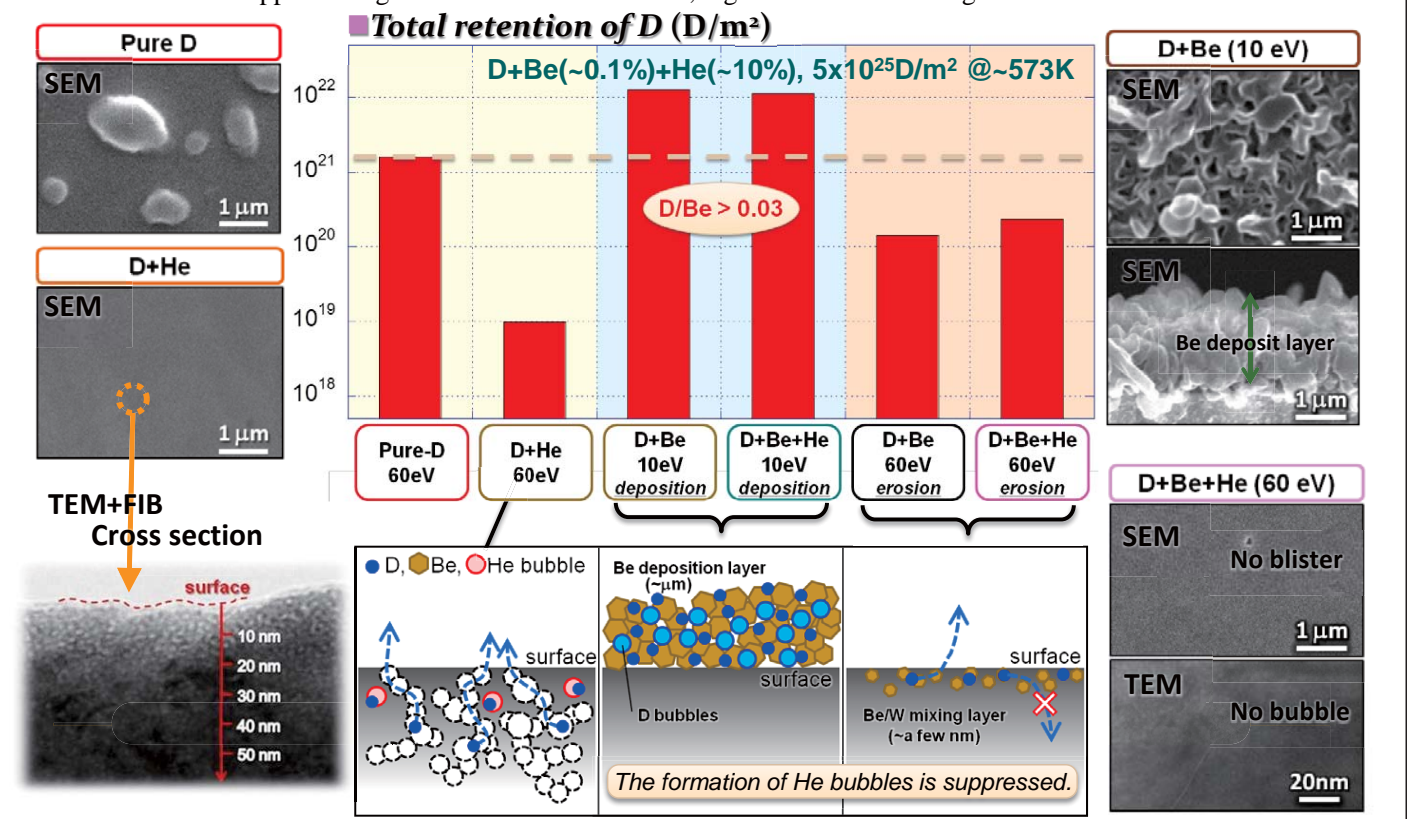 Total retention of D (D/m²)
Pure D
SEM
1 µm
D+He
SEM
1 µm
TEM+FIB
Cross section
surface
10 nm
20 nm
30 nm
40 nm
50 nm
D+Be(~0.1%)+He(~10%), 5x10²⁵D/m² @~573K
10²²
10²¹
10²⁰
10¹⁹
10¹⁸
D/Be > 0.03
Pure-D
60eV
D+He
60eV
D+Be
10eV
deposition
D+Be+He
10eV
deposition
D+Be
60eV
erosion
D+Be+He
60eV
erosion
D, Be, He bubble
surface
Be deposition layer
(~µm)
surface
D bubbles
surface
Be/W mixing layer
(~a few nm)
The formation of He bubbles is suppressed.
D+Be (10 eV)
SEM
1 µm
SEM
Be deposit layer
1 µm
D+Be+He (60 eV)
SEM
No blister
1 µm
TEM
No bubble
20nm